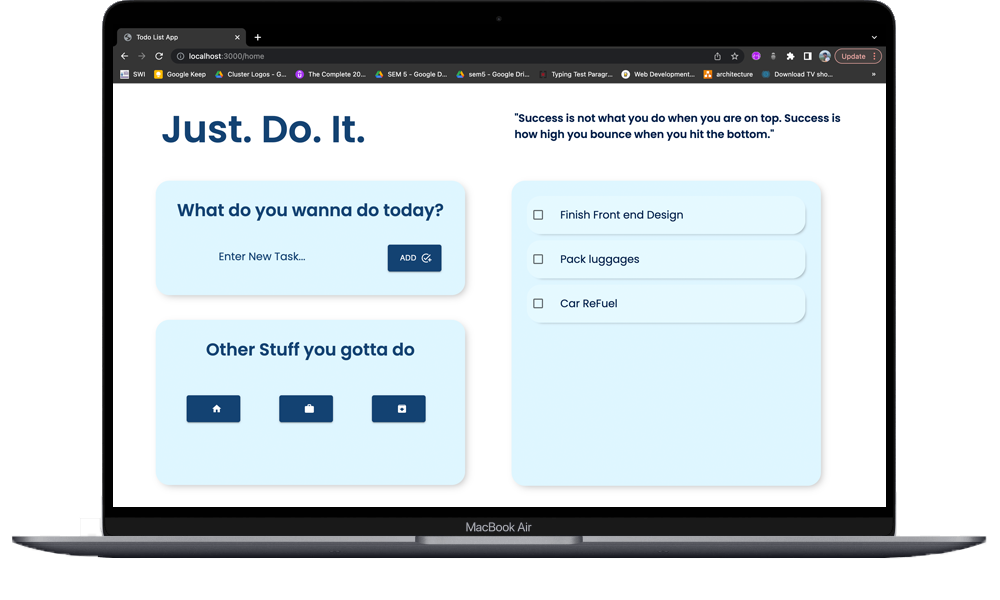 Todo List App
localhost:3000/home
Update
SWI
Google Keep
Cluster Logos - G...
The Complete 20...
SEM 5 - Google D...
sem5 - Google Dri...
Typing Test Paragr...
Web Development...
architecture
Download TV sho...
»
Just. Do. It.
"Success is not what you do when you are on top. Success is
how high you bounce when you hit the bottom."
What do you wanna do today?
Enter New Task...
ADD
Other Stuff you gotta do
Finish Front end Design
Pack luggages
Car ReFuel
MacBook Air